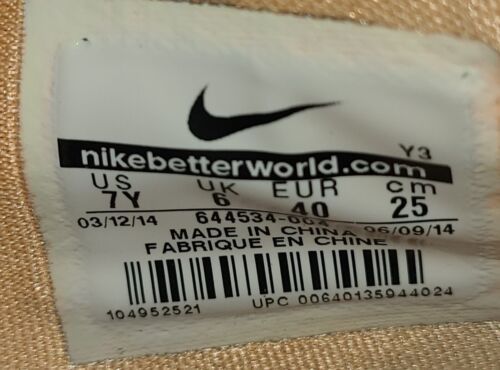 Y3
nikebetterworld.com
US UK EUR cm
7Y 6 40 25
03/12/14 06/09/14
MADE IN CHINA
FABRIQUE EN CHINE
104952521 UPC 00640135944024